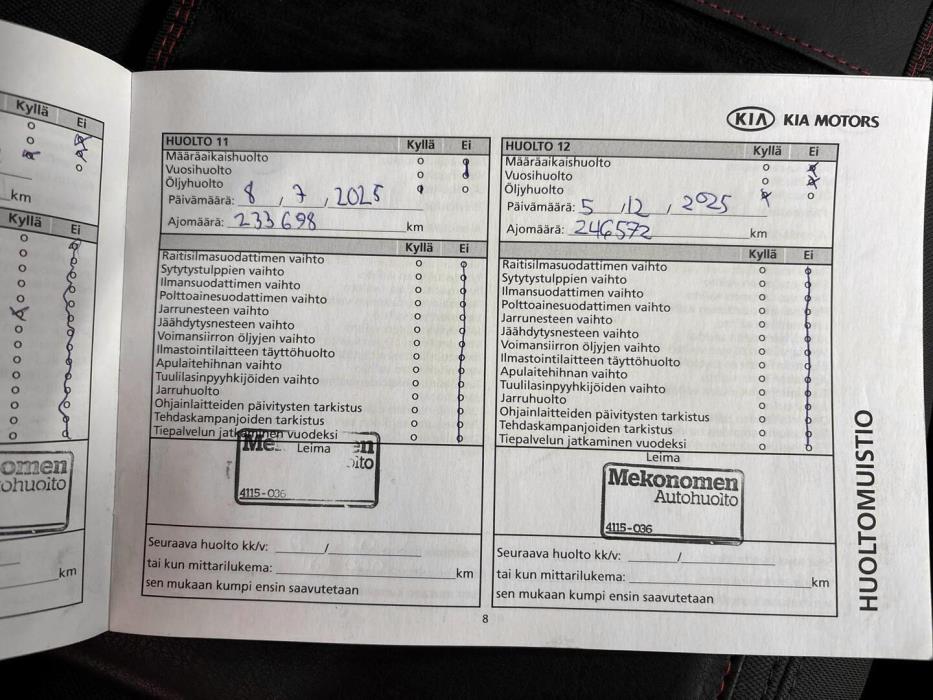 Kyllä Ei
km
Kyllä Ei
omen
ohuolto
km
KIA KIA MOTORS
HUOLTO 11 Kyllä Ei
Määräaikaishuolto
Vuosihuolto
Öljyhuolto
Päivämäärä: 8 , 7 , 2025
Ajomäärä: 233 698 km
Kyllä Ei
Raitisilmasuodattimen vaihto
Sytytystulppien vaihto
Ilmansuodattimen vaihto
Polttoainesuodattimen vaihto
Jarrunesteen vaihto
Jäähdytysnesteen vaihto
Voimansiirron öljyjen vaihto
Ilmastointilaitteen täyttöhuolto
Apulaitehihnan vaihto
Tuulilasinpyyhkijöiden vaihto
Jarruhuolto
Ohjainlaitteiden päivitysten tarkistus
Tehdaskampanjoiden tarkistus
Tiepalvelun jatkaminen vuodeksi
Leima
Me en
olto
4115-036
Seuraava huolto kk/v: /
tai kun mittarilukema: km
sen mukaan kumpi ensin saavutetaan
HUOLTO 12 Kyllä Ei
Määräaikaishuolto
Vuosihuolto
Öljyhuolto
Päivämäärä: 5 , 12 , 2025
Ajomäärä: 246572 km
Kyllä Ei
Raitisilmasuodattimen vaihto
Sytytystulppien vaihto
Ilmansuodattimen vaihto
Polttoainesuodattimen vaihto
Jarrunesteen vaihto
Jäähdytysnesteen vaihto
Voimansiirron öljyjen vaihto
Ilmastointilaitteen täyttöhuolto
Apulaitehihnan vaihto
Tuulilasinpyyhkijöiden vaihto
Jarruhuolto
Ohjainlaitteiden päivitysten tarkistus
Tehdaskampanjoiden tarkistus
Tiepalvelun jatkaminen vuodeksi
Leima
Mekonomen
Autohuolto
4115-036
Seuraava huolto kk/v: /
tai kun mittarilukema: km
sen mukaan kumpi ensin saavutetaan
HUOLTOMUISTIO
8